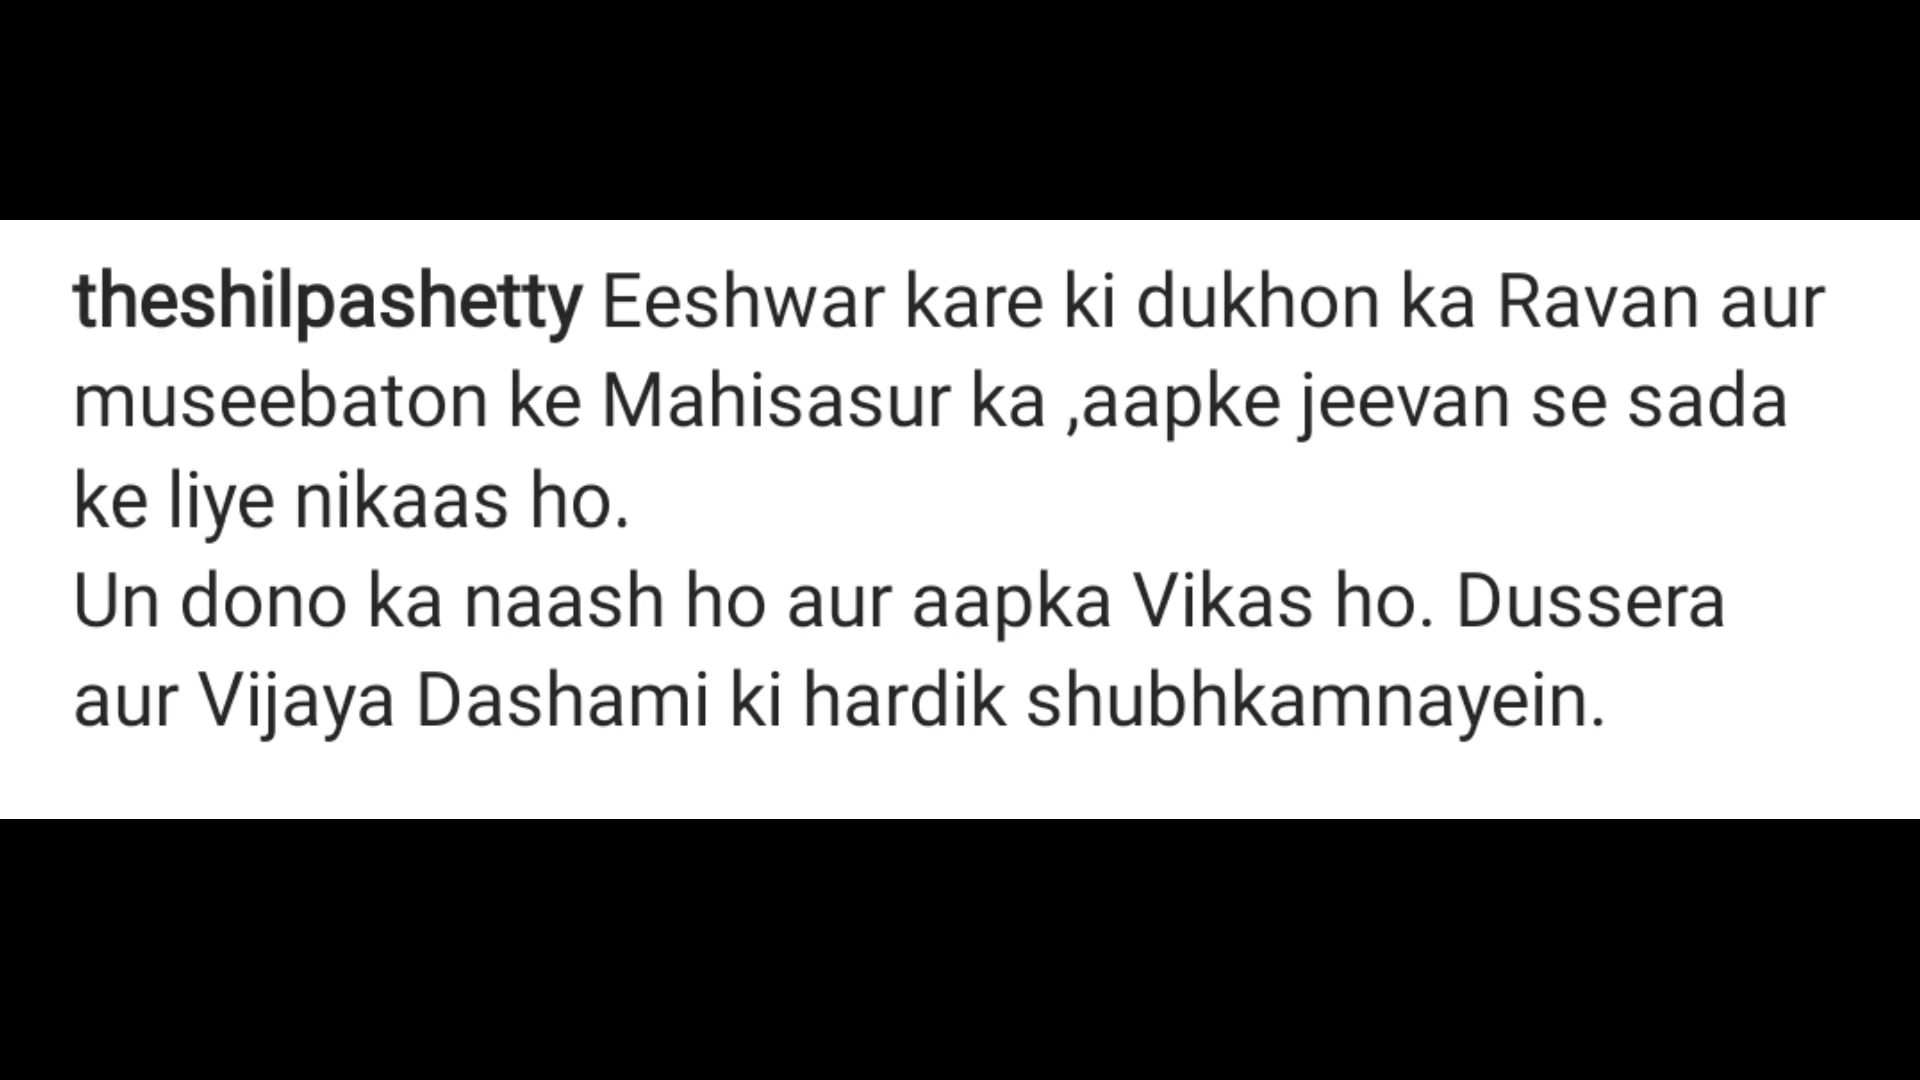 theshilpashetty Eeshwar kare ki dukhon ka Ravan aur
museebaton ke Mahisasur ka ,aapke jeevan se sada
ke liye nikaas ho.
Un dono ka naash ho aur aapka Vikas ho. Dussera
aur Vijaya Dashami ki hardik shubhkamnayein.